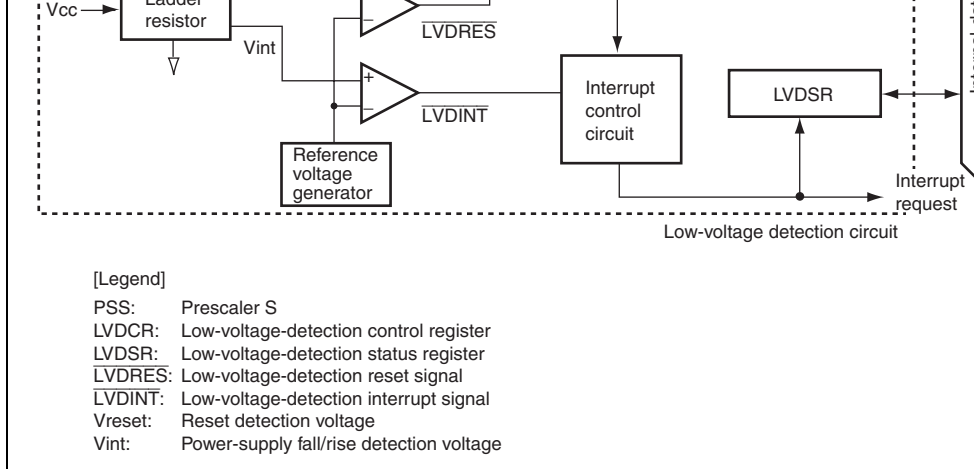 Vcc
Ladder
resistor
Vint
–
LVDRES
+
–
LVDINT
Interrupt
control
circuit
LVDSR
Reference
voltage
generator
Interrupt
request
Low-voltage detection circuit
[Legend]
PSS: Prescaler S
LVDCR: Low-voltage-detection control register
LVDSR: Low-voltage-detection status register
LVDRES: Low-voltage-detection reset signal
LVDINT: Low-voltage-detection interrupt signal
Vreset: Reset detection voltage
Vint: Power-supply fall/rise detection voltage